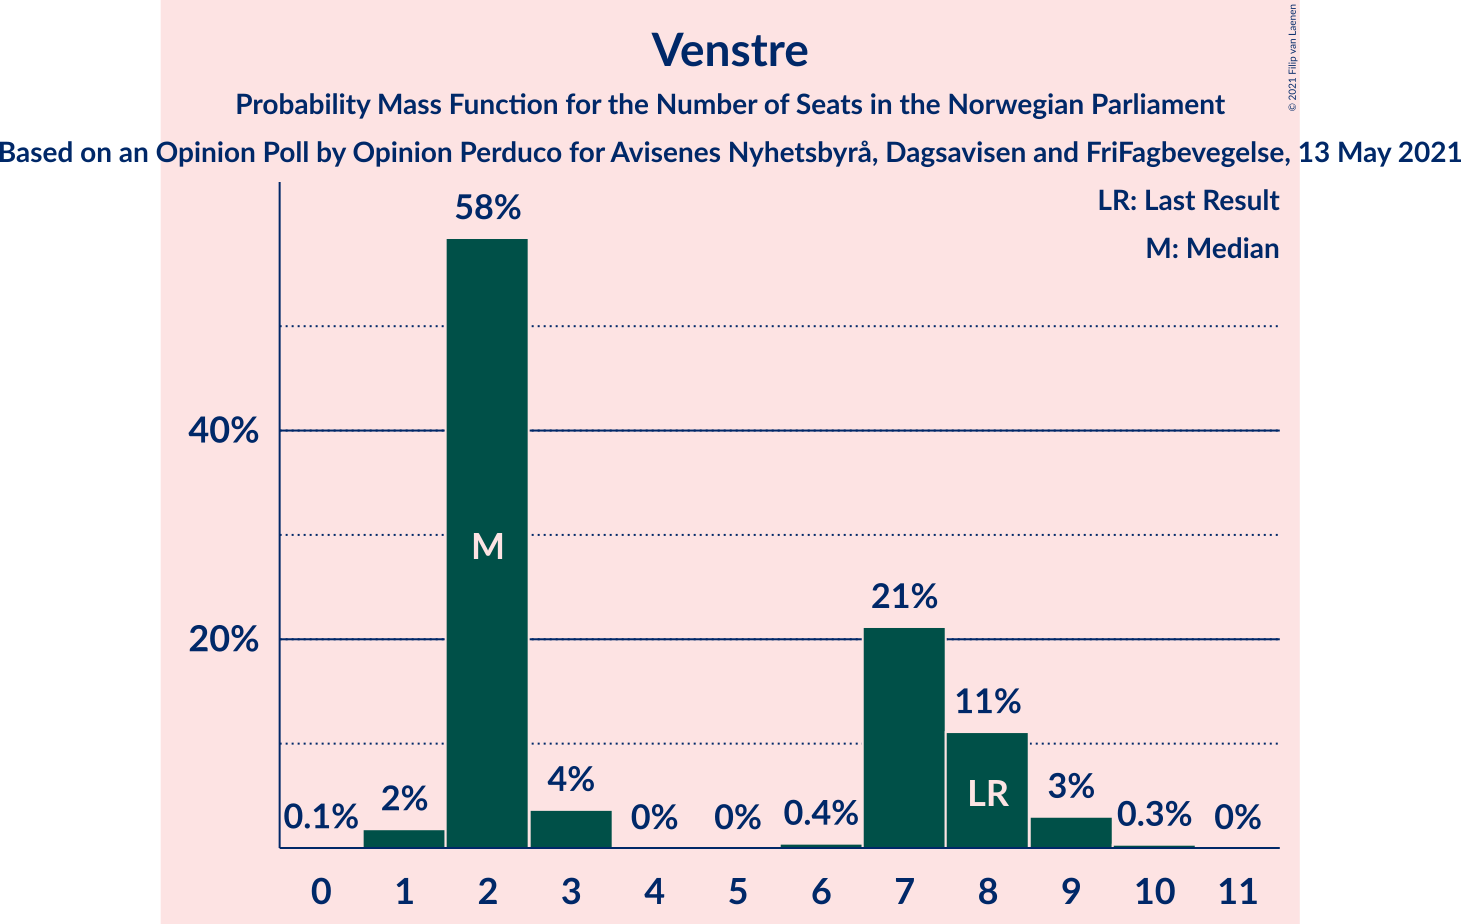 Venstre
Probability Mass Function for the Number of Seats in the Norwegian Parliament
Based on an Opinion Poll by Opinion Perduco for Avisenes Nyhetsbyrå, Dagsavisen and FriFagbevegelse, 13 May 2021
© 2021 Filip van Laenen
LR: Last Result
M: Median
58%
40%
M
21%
20%
11%
LR
0.1%
2%
4%
0%
0%
0.4%
3%
0.3%
0%
0 1 2 3 4 5 6 7 8 9 10 11